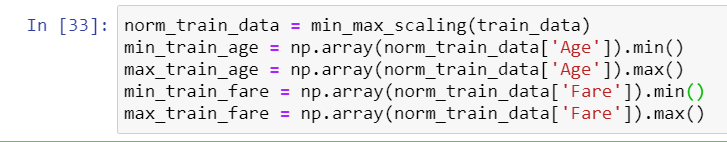 In [33]: norm_train_data = min_max_scaling(train_data)
min_train_age = np.array(norm_train_data['Age']).min()
max_train_age = np.array(norm_train_data['Age']).max()
min_train_fare = np.array(norm_train_data['Fare']).min()
max_train_fare = np.array(norm_train_data['Fare']).max()